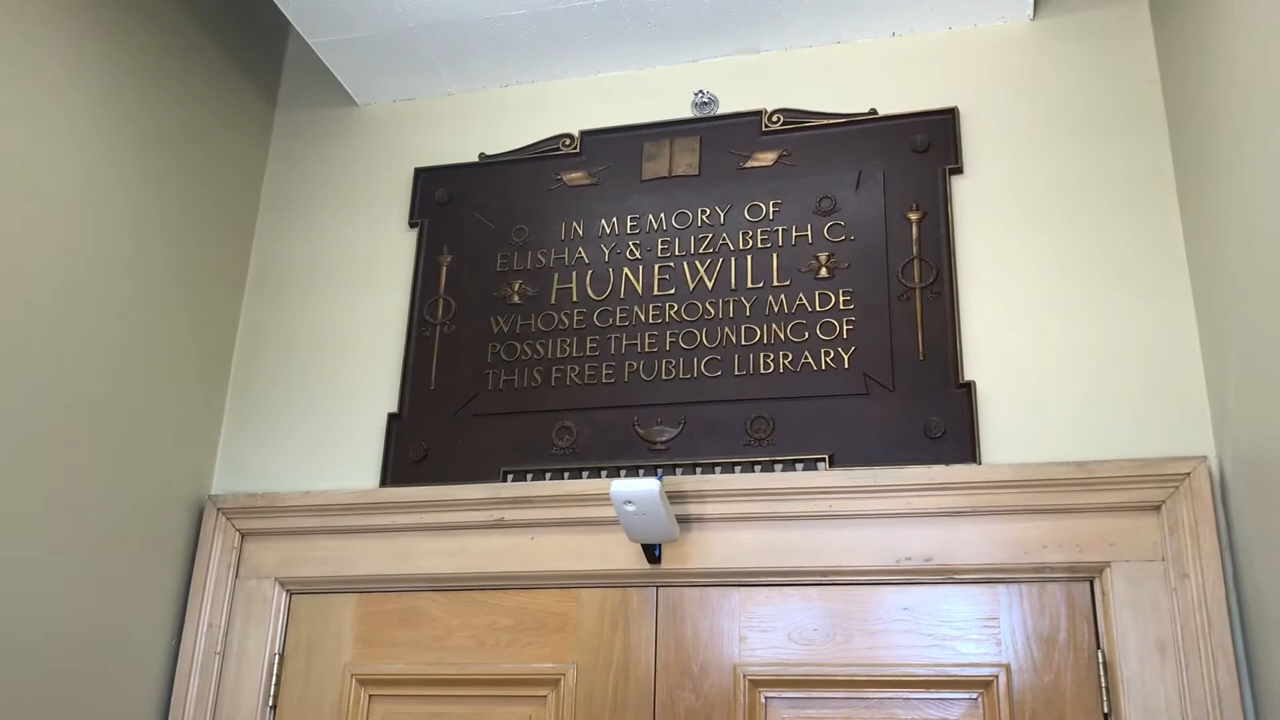 IN MEMORY OF
ELISHA Y·&·ELIZABETH C.
HUNEWILL
WHOSE GENEROSITY MADE
POSSIBLE THE FOUNDING OF
THIS FREE PUBLIC LIBRARY